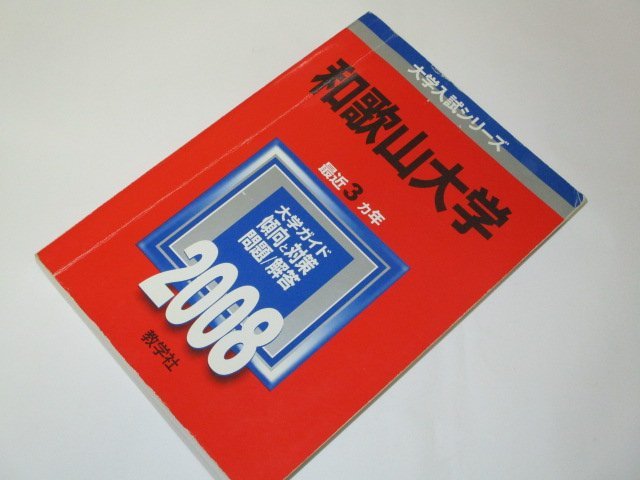 大学入試シリーズ
和歌山大学
最近3カ年
大学ガイド
傾向と対策
問題/解答
2008
教学社